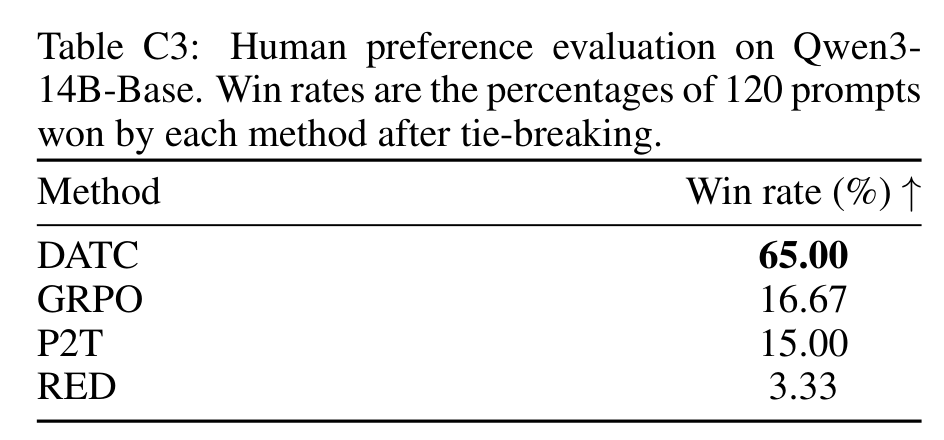 Table C3: Human preference evaluation on Qwen3-
14B-Base. Win rates are the percentages of 120 prompts
won by each method after tie-breaking.
Method Win rate (%) ↑
DATC 65.00
GRPO 16.67
P2T 15.00
RED 3.33